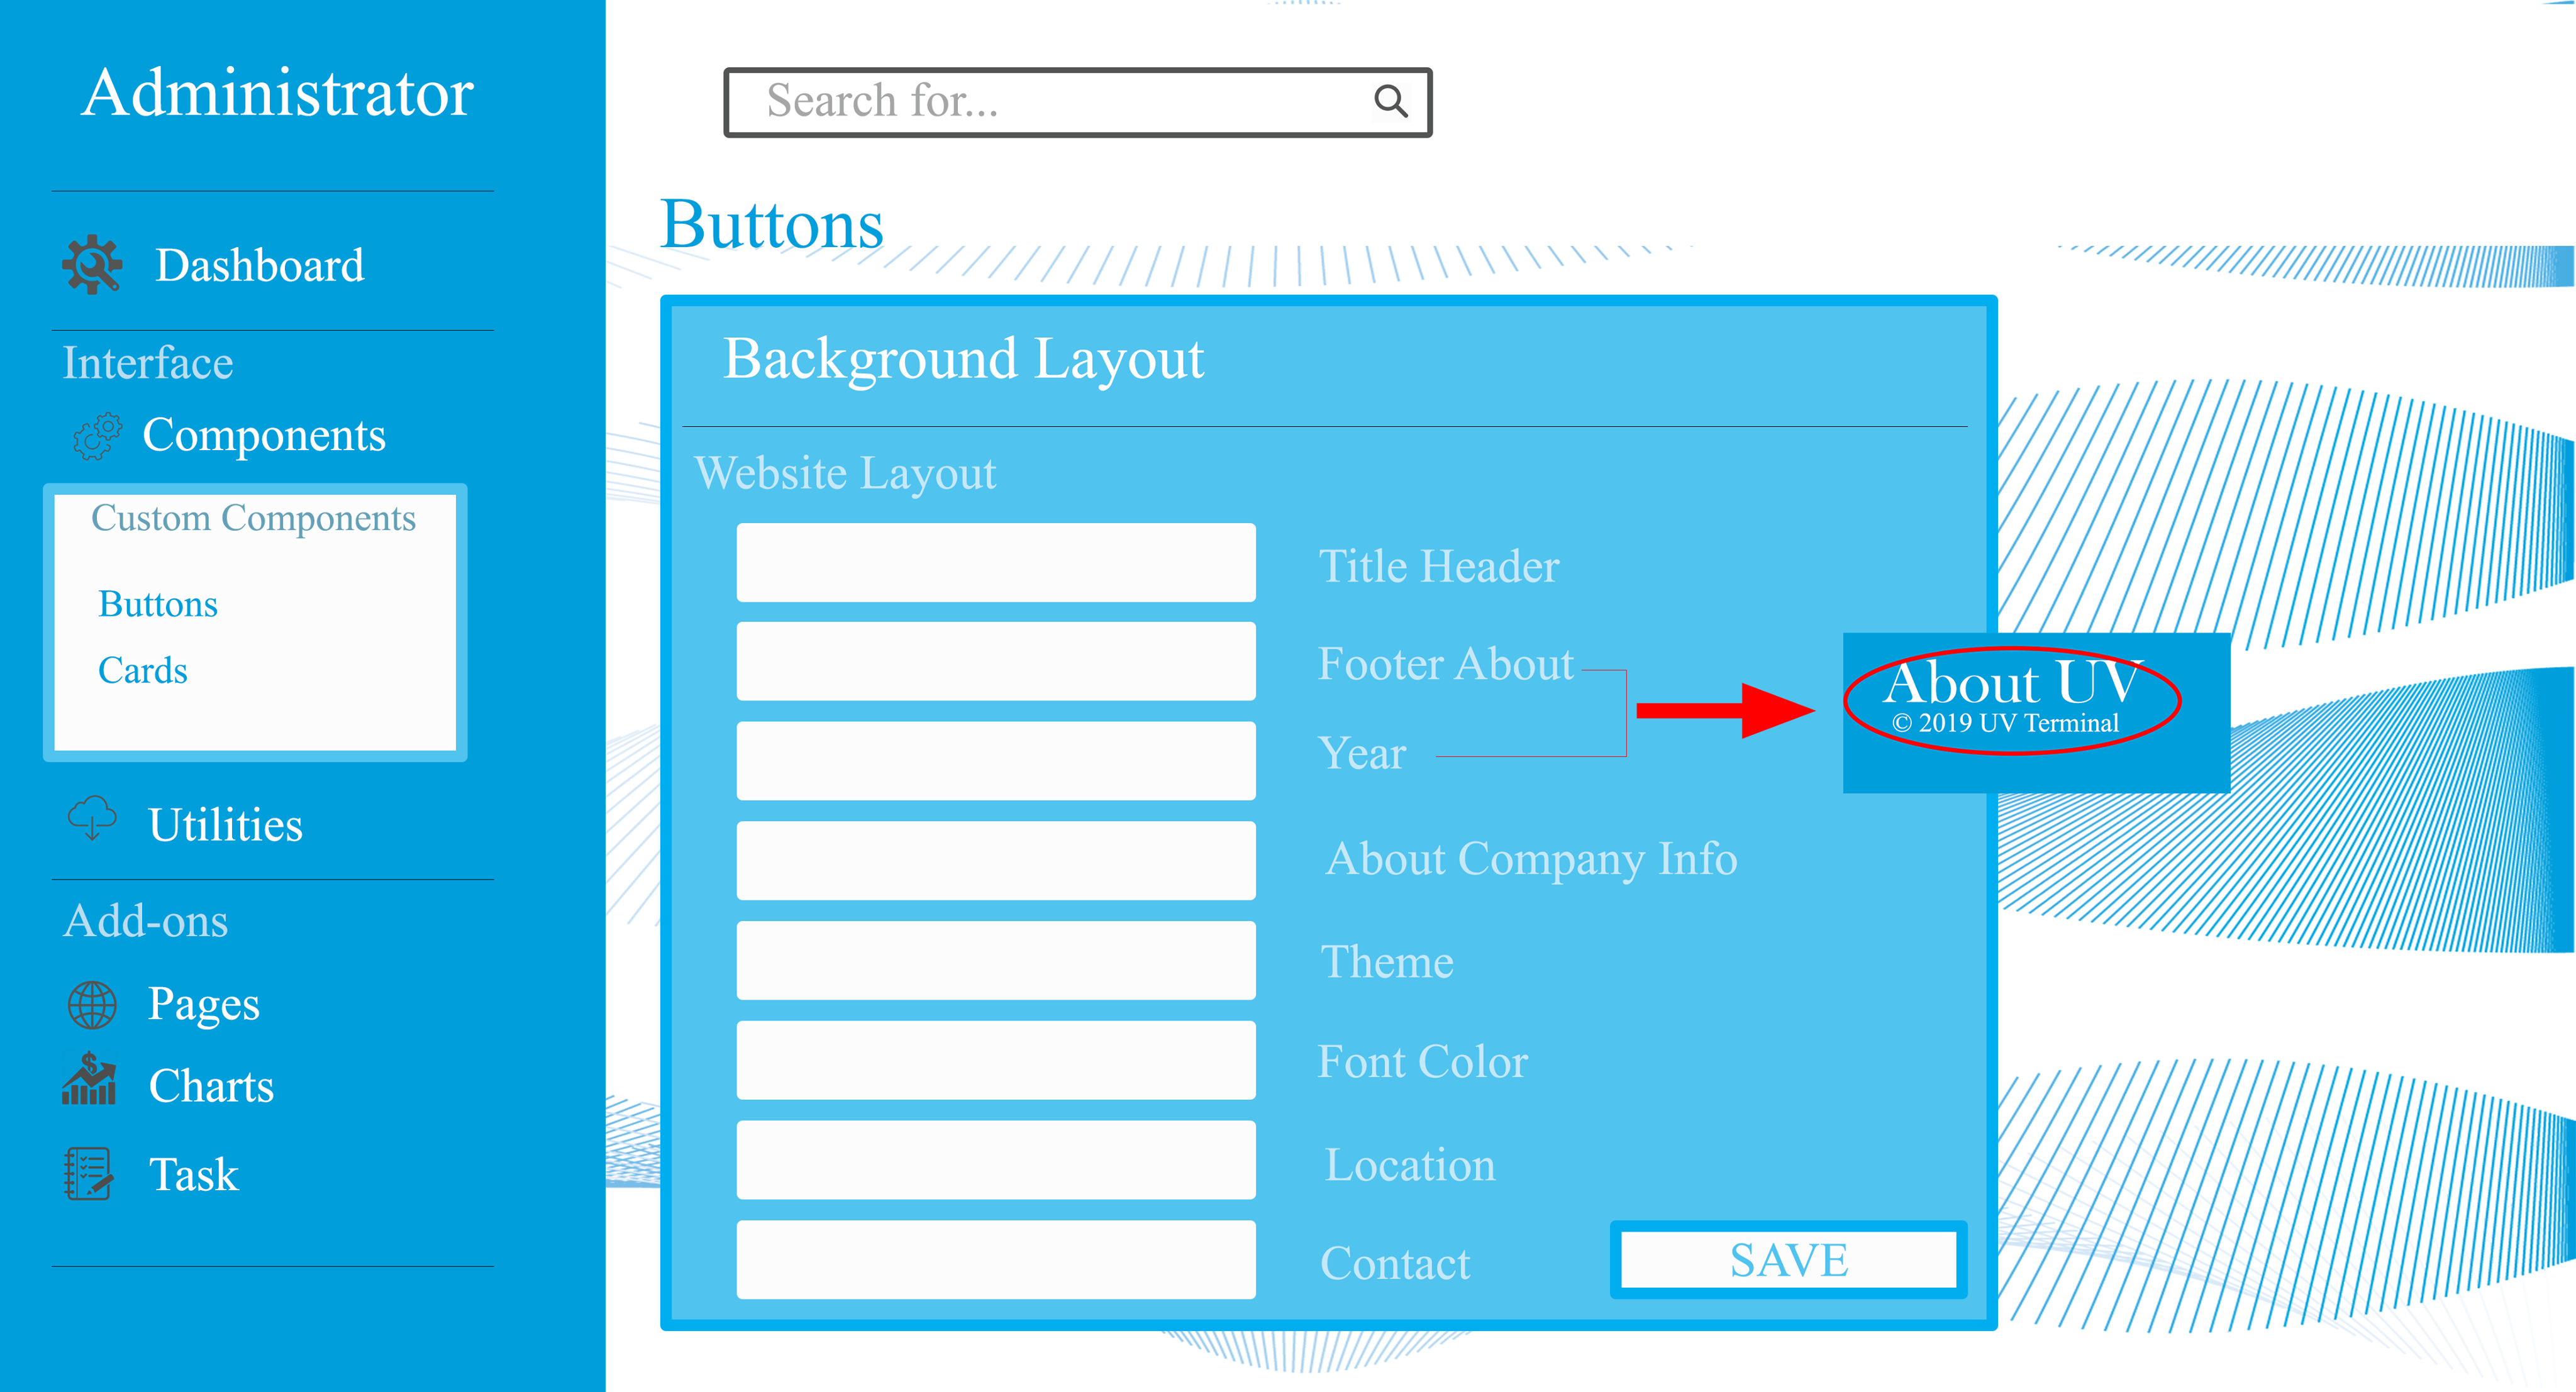 Administrator
Dashboard
Interface
Components
Custom Components
Buttons
Cards
Utilities
Add-ons
Pages
Charts
Task
Search for...
Buttons
Background Layout
Website Layout
Title Header
Footer About
Year
About UV
© 2019 UV Terminal
About Company Info
Theme
Font Color
Location
Contact
SAVE